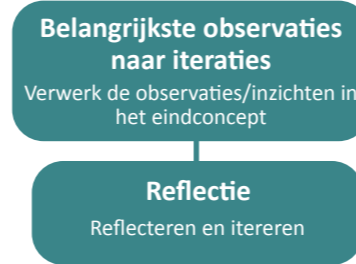 Belangrijkste observaties
naar iteraties
Verwerk de observaties/inzichten in
het eindconcept
Reflectie
Reflecteren en itereren